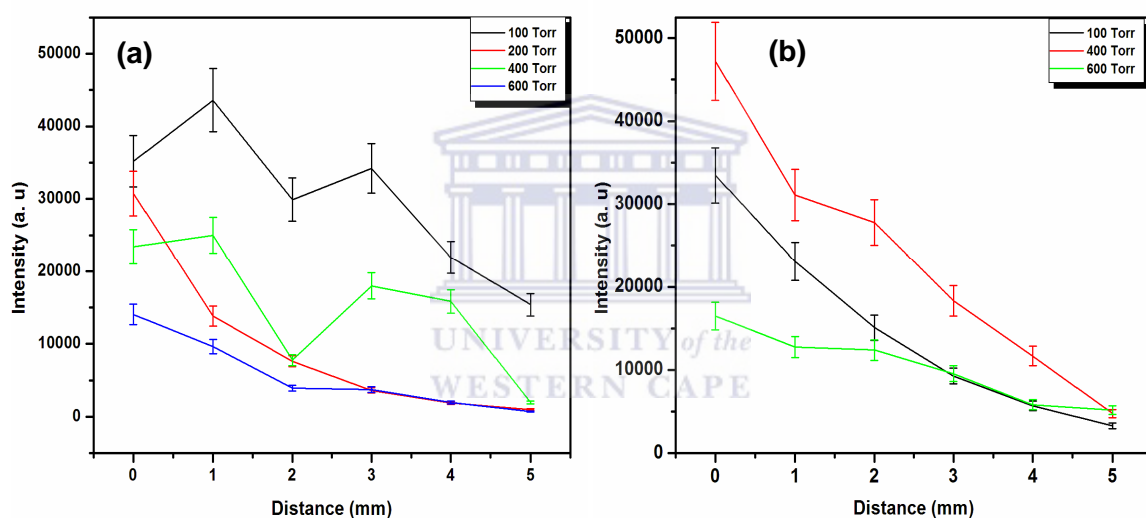 (a)
100 Torr
200 Torr
400 Torr
600 Torr
50000
40000
30000
20000
10000
0
Intensity (a. u)
0 1 2 3 4 5
Distance (mm)
(b)
100 Torr
400 Torr
600 Torr
50000
40000
30000
20000
10000
0
Intensity (a. u)
0 1 2 3 4 5
Distance (mm)
UNIVERSITY of the
WESTERN CAPE